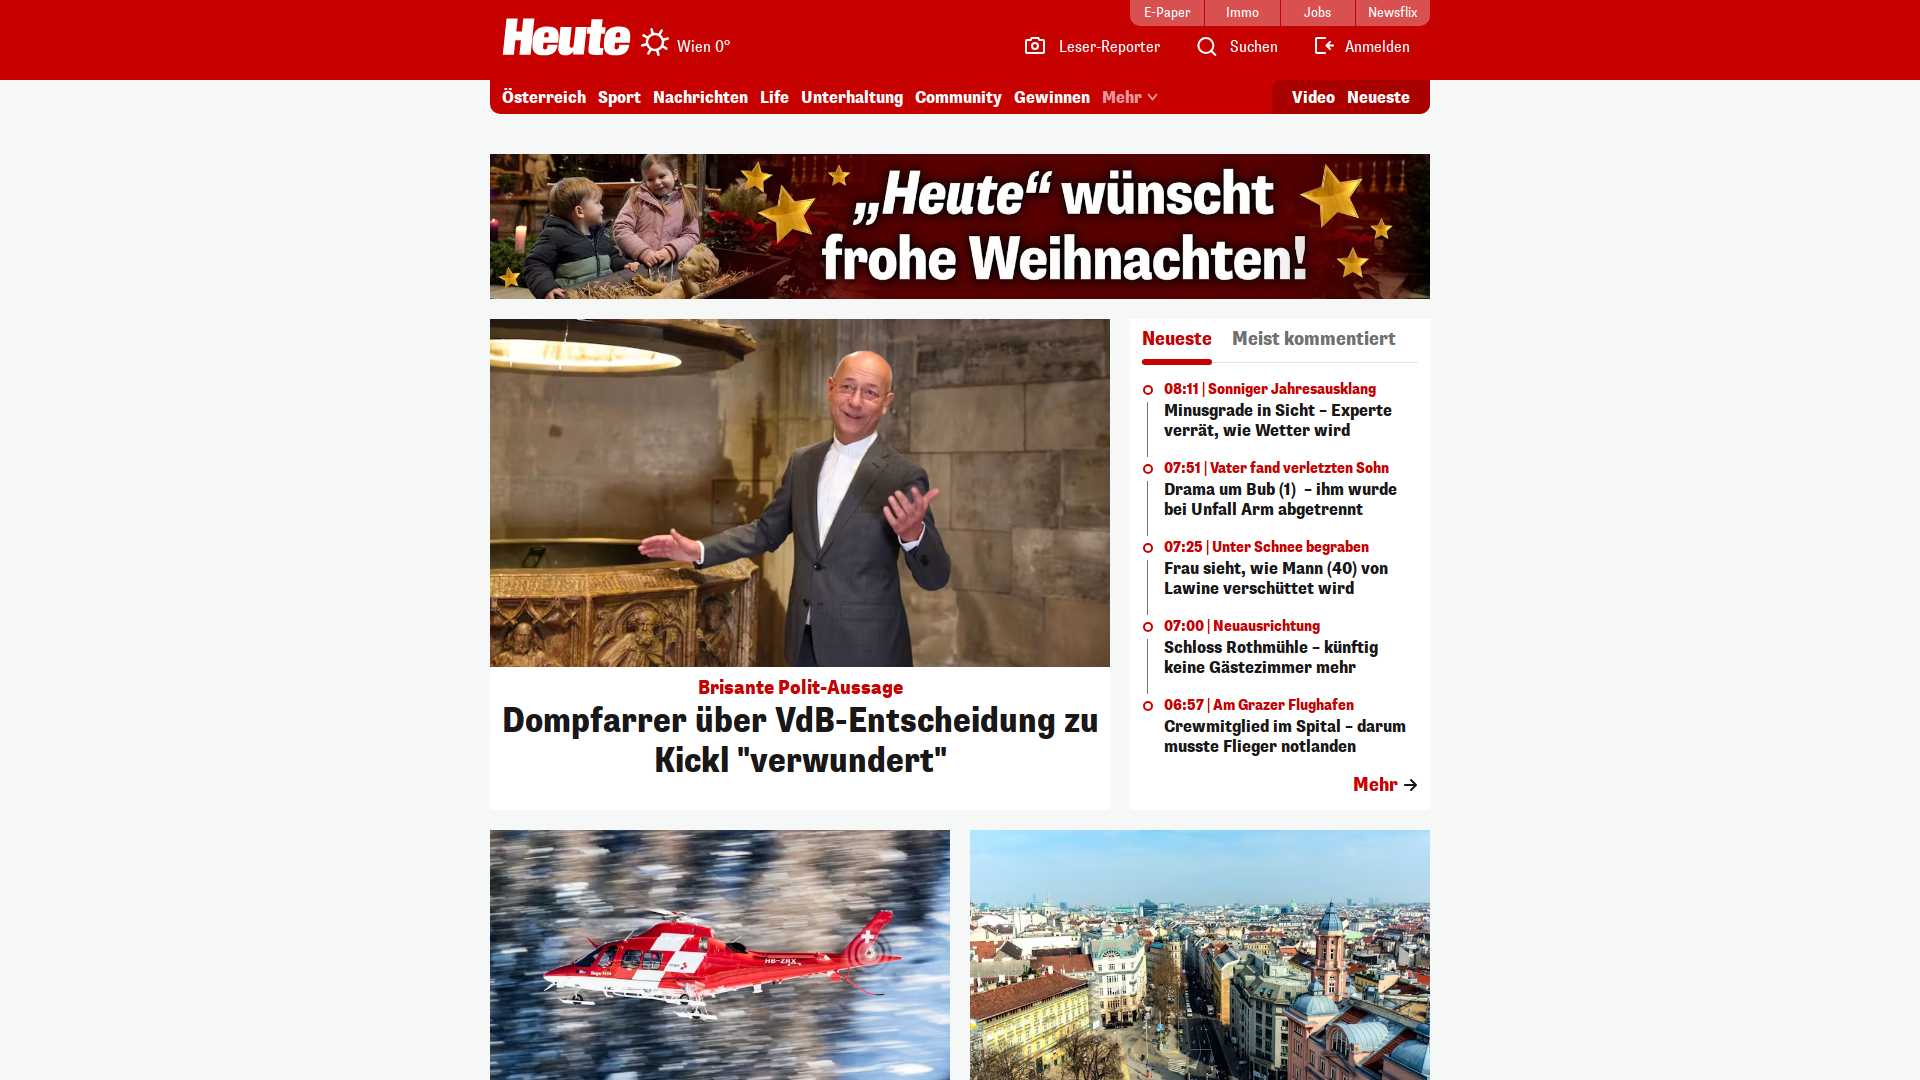 E-Paper
Immo
Jobs
Newsflix
Heute
Wien 0°
Leser-Reporter
Suchen
Anmelden
Österreich
Sport
Nachrichten
Life
Unterhaltung
Community
Gewinnen
Mehr
Video
Neueste
„Heute“ wünscht
frohe Weihnachten!
Brisante Polit-Aussage
Dompfarrer über VdB-Entscheidung zu
Kickl "verwundert"
Neueste
Meist kommentiert
08:11 | Sonniger Jahresausklang
Minusgrade in Sicht – Experte
verrät, wie Wetter wird
07:51 | Vater fand verletzten Sohn
Drama um Bub (1) – ihm wurde
bei Unfall Arm abgetrennt
07:25 | Unter Schnee begraben
Frau sieht, wie Mann (40) von
Lawine verschüttet wird
07:00 | Neuausrichtung
Schloss Rothmühle – künftig
keine Gästezimmer mehr
06:57 | Am Grazer Flughafen
Crewmitglied im Spital – darum
musste Flieger notlanden
Mehr
HB-ZRX